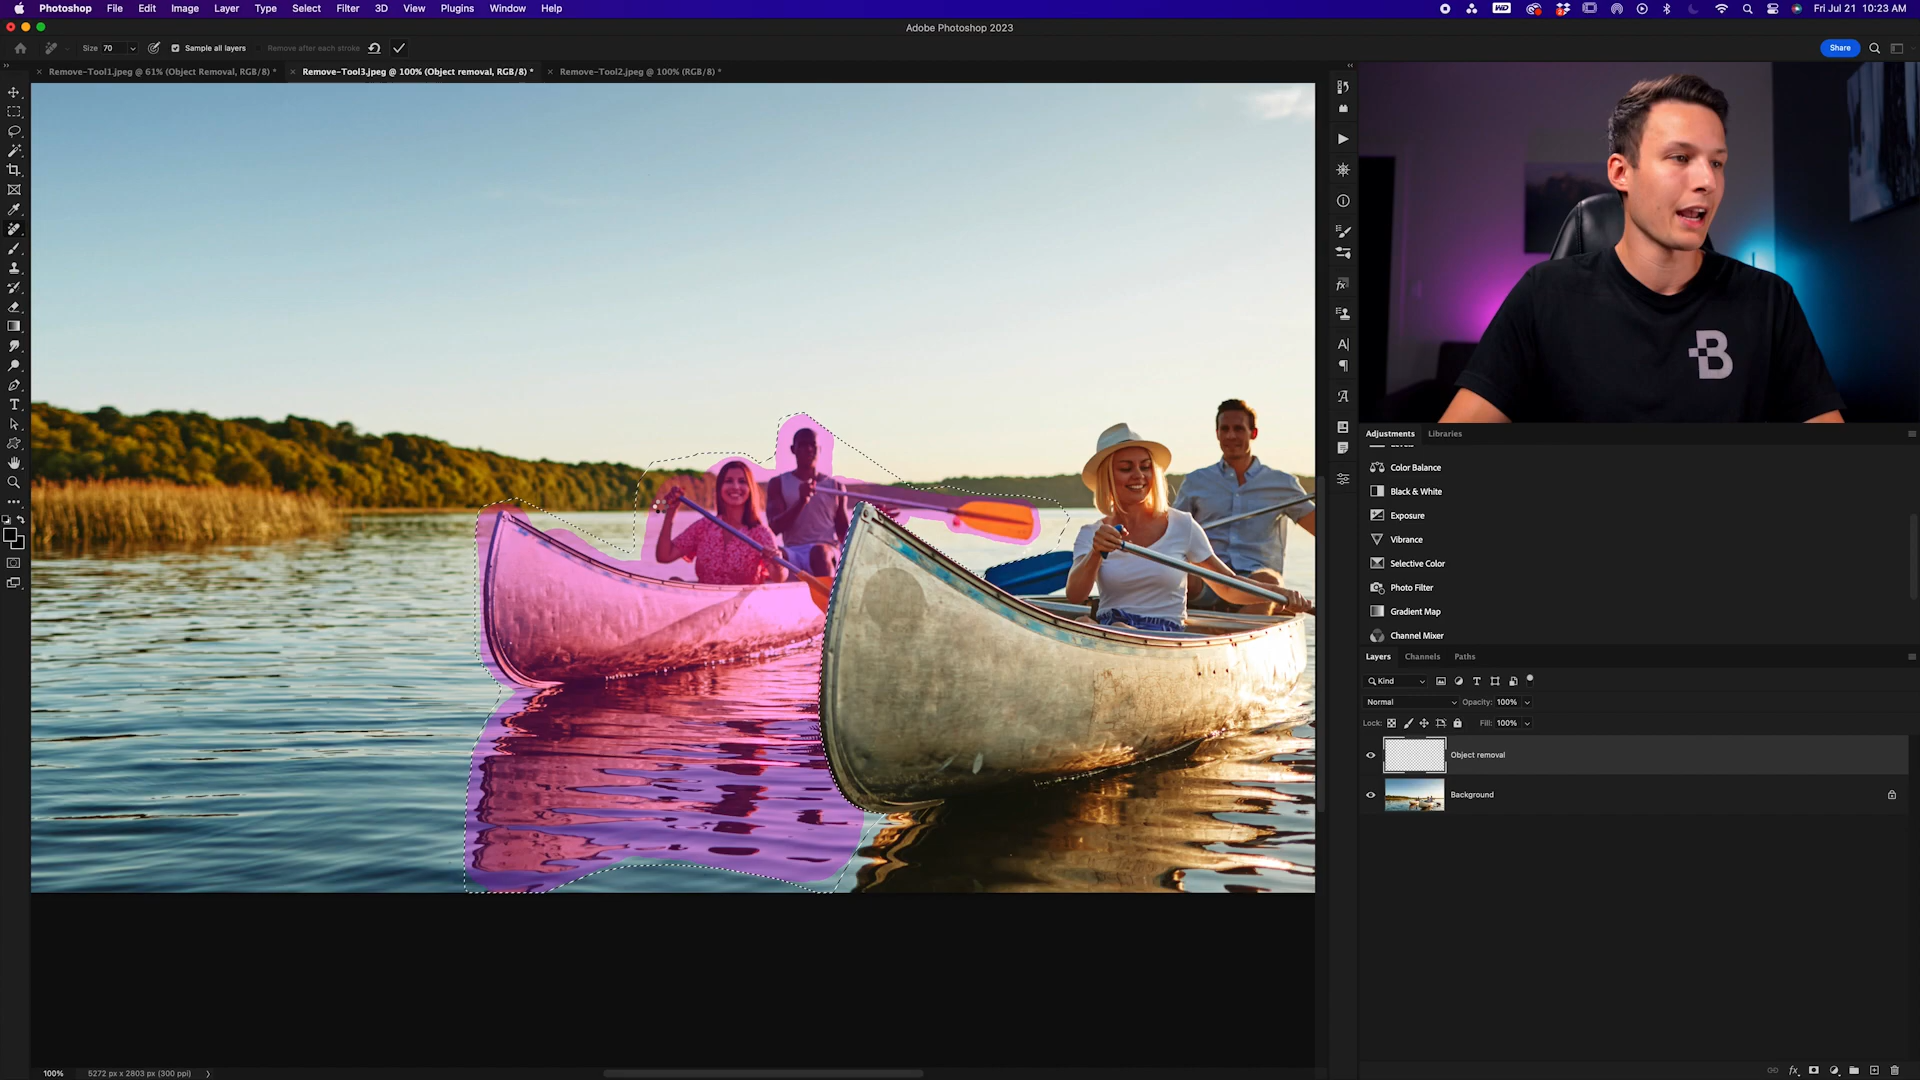 Photoshop File Edit Image Layer Type Select Filter 3D View Plugins Window Help
WD
Fri Jul 21 10:23 AM
Adobe Photoshop 2023
Size 70 Sample all layers Remove after each stroke
Share
Remove-Tool1.jpeg @ 61% (Object Removal, RGB/8) *
Remove-Tool3.jpeg @ 100% (Object removal, RGB/8) *
Remove-Tool2.jpeg @ 100% (RGB/8) *
B
Adjustments Libraries
Color Balance
Black & White
Exposure
Vibrance
Selective Color
Photo Filter
Gradient Map
Channel Mixer
Layers Channels Paths
Kind
Normal Opacity: 100%
Lock: Fill: 100%
Object removal
Background
100% 5272 px x 2803 px (300 ppi)